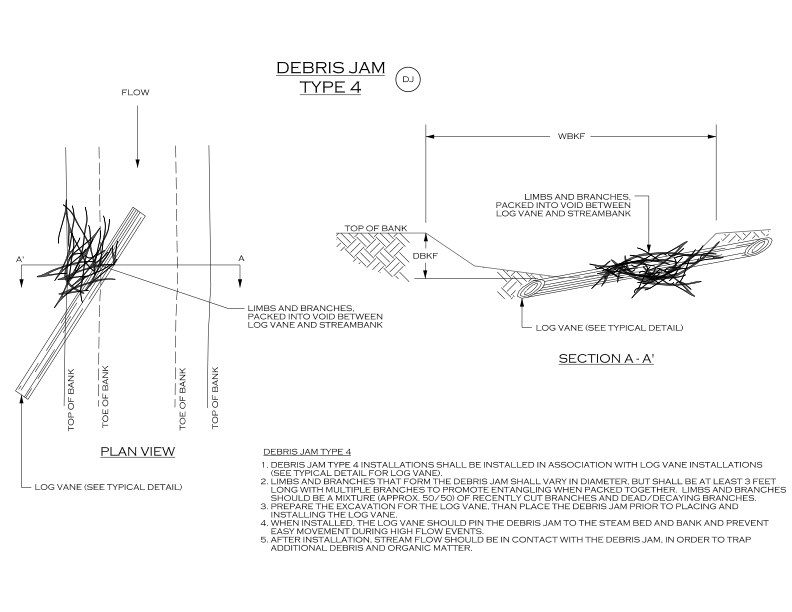 DEBRIS JAM
TYPE 4
DJ
FLOW
WBKF
LIMBS AND BRANCHES,
PACKED INTO VOID BETWEEN
LOG VANE AND STREAMBANK
TOP OF BANK
DBKF
A'
A
LIMBS AND BRANCHES,
PACKED INTO VOID BETWEEN
LOG VANE AND STREAMBANK
LOG VANE (SEE TYPICAL DETAIL)
SECTION A - A'
TOP OF BANK
TOE OF BANK
TOE OF BANK
TOP OF BANK
PLAN VIEW
LOG VANE (SEE TYPICAL DETAIL)
DEBRIS JAM TYPE 4
1. DEBRIS JAM TYPE 4 INSTALLATIONS SHALL BE INSTALLED IN ASSOCIATION WITH LOG VANE INSTALLATIONS
(SEE TYPICAL DETAIL FOR LOG VANE).
2. LIMBS AND BRANCHES THAT FORM THE DEBRIS JAM SHALL VARY IN DIAMETER, BUT SHALL BE AT LEAST 3 FEET
LONG WITH MULTIPLE BRANCHES TO PROMOTE ENTANGLING WHEN PACKED TOGETHER. LIMBS AND BRANCHES
SHOULD BE A MIXTURE (APPROX. 50/50) OF RECENTLY CUT BRANCHES AND DEAD/DECAYING BRANCHES.
3. PREPARE THE EXCAVATION FOR THE LOG VANE, THAN PLACE THE DEBRIS JAM PRIOR TO PLACING AND
INSTALLING THE LOG VANE.
4. WHEN INSTALLED, THE LOG VANE SHOULD PIN THE DEBRIS JAM TO THE STEAM BED AND BANK AND PREVENT
EASY MOVEMENT DURING HIGH FLOW EVENTS.
5. AFTER INSTALLATION, STREAM FLOW SHOULD BE IN CONTACT WITH THE DEBRIS JAM, IN ORDER TO TRAP
ADDITIONAL DEBRIS AND ORGANIC MATTER.